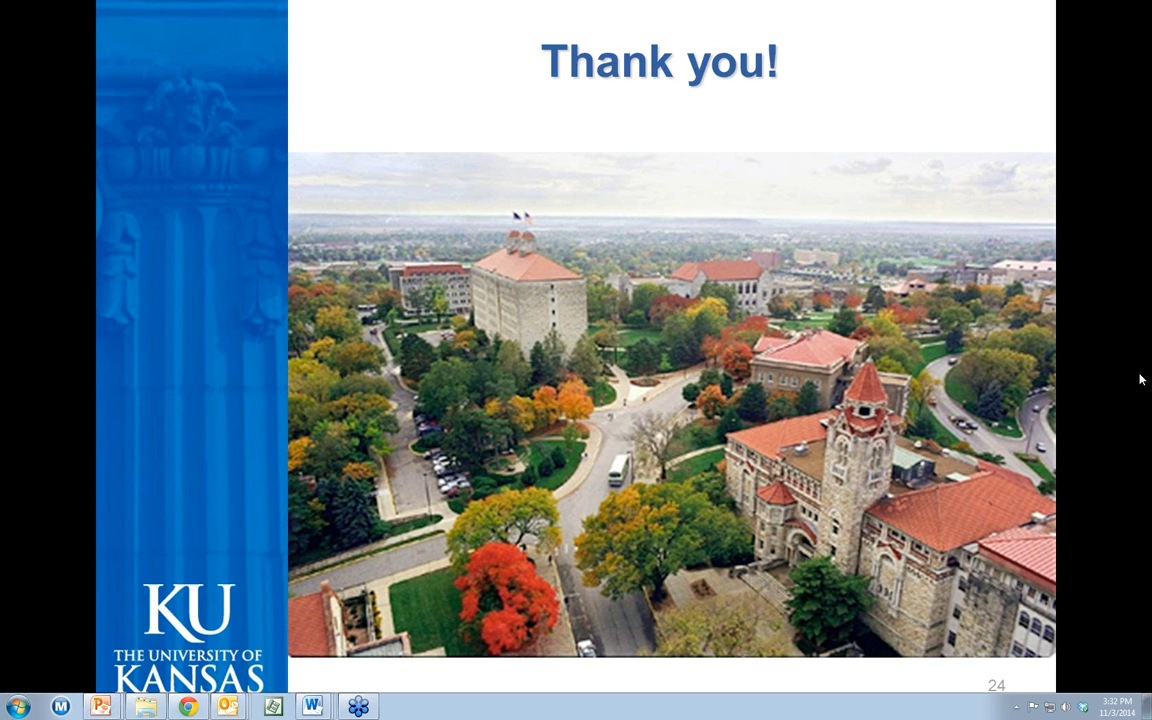 Thank you!
KU
THE UNIVERSITY OF
KANSAS
24
3:32 PM
11/3/2014